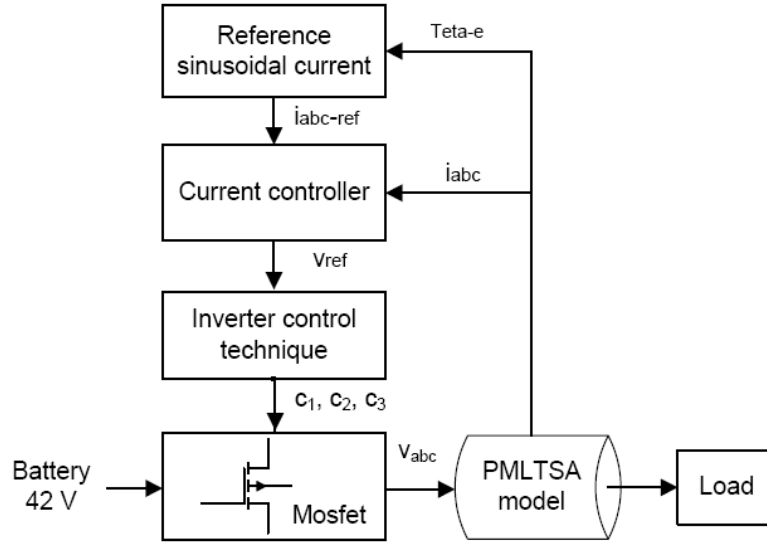 Reference
sinusoidal current
Teta-e
iabc-ref
Current controller
iabc
Vref
Inverter control
technique
c1, c2, c3
Battery
42 V
Mosfet
vabc
PMLTSA
model
Load